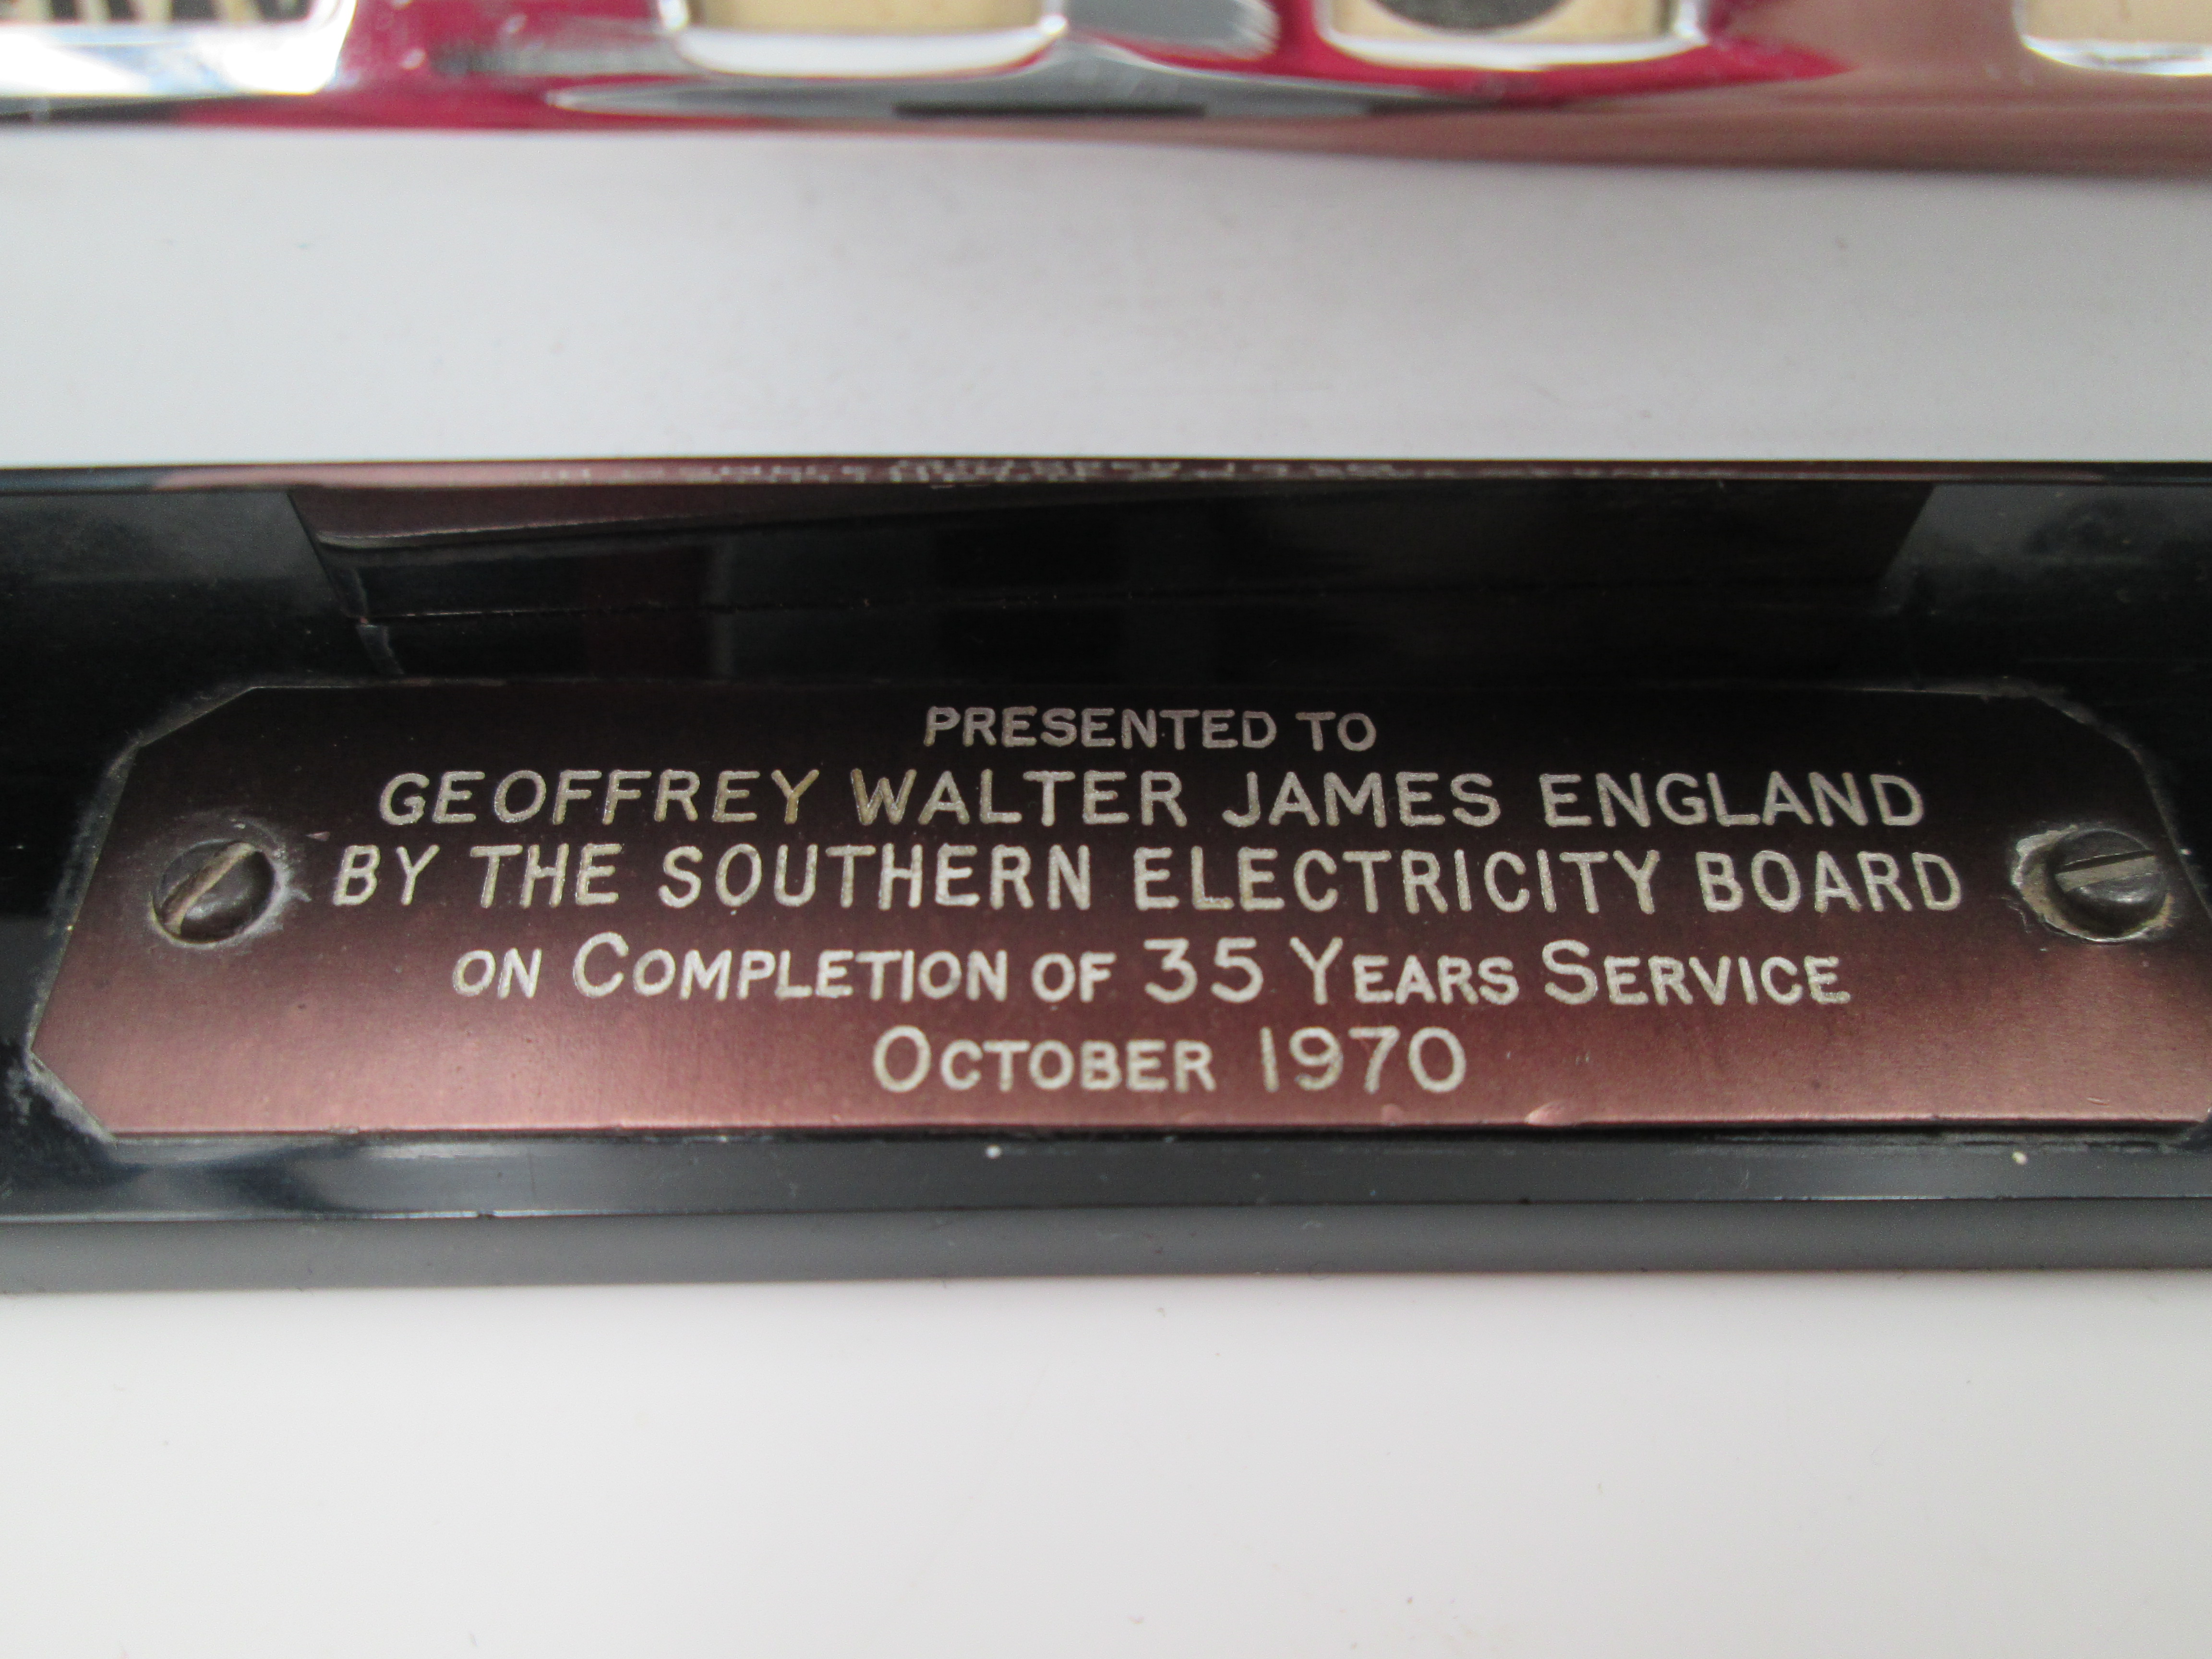 PRESENTED TO
GEOFFREY WALTER JAMES ENGLAND
BY THE SOUTHERN ELECTRICITY BOARD
ON COMPLETION OF 35 YEARS SERVICE
OCTOBER 1970